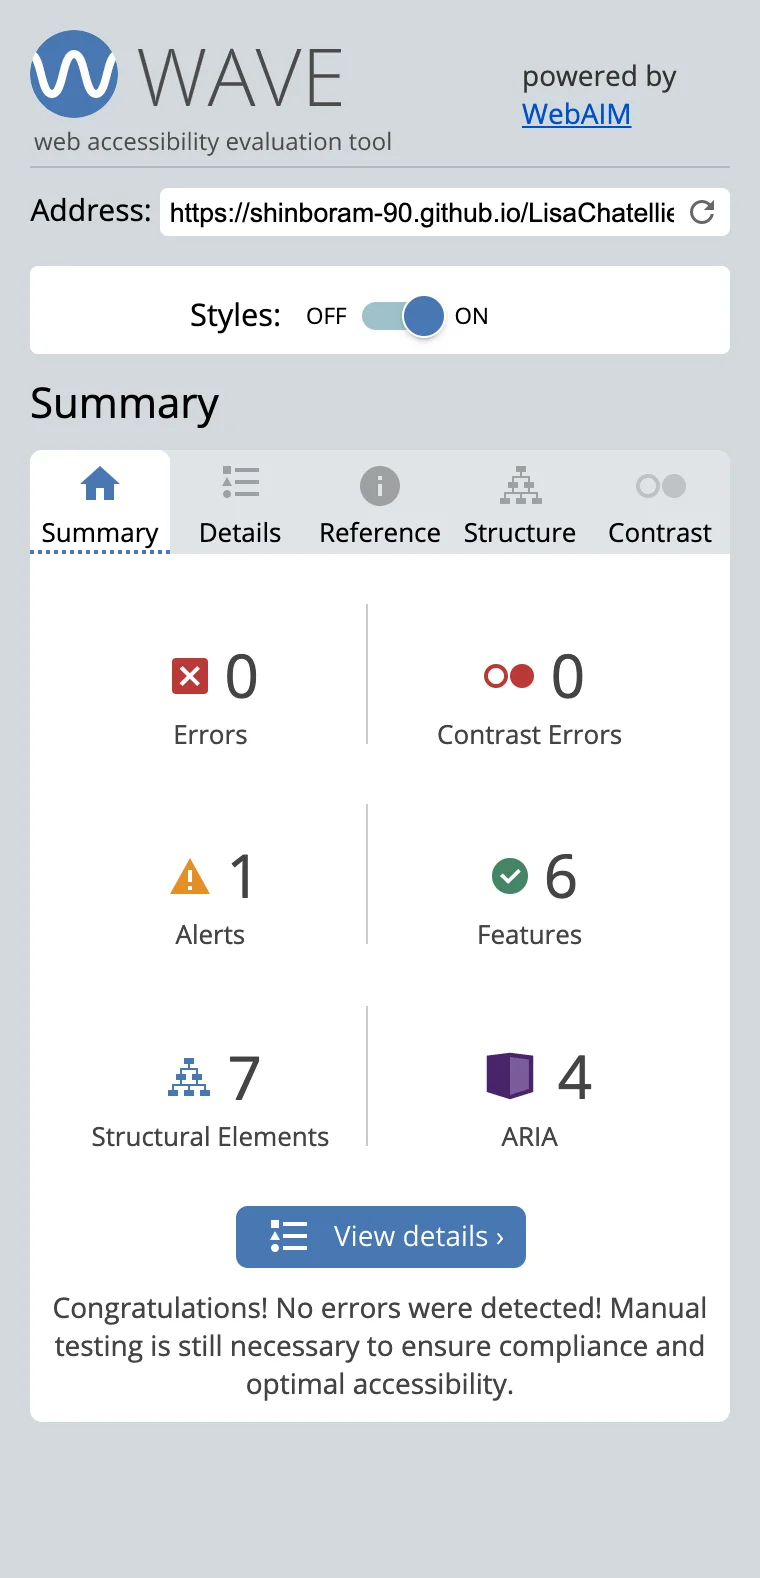 WAVE
web accessibility evaluation tool
powered by
WebAIM
Address: https://shinboram-90.github.io/LisaChatellie
Styles: OFF ON
Summary
Summary Details Reference Structure Contrast
0 0
Errors Contrast Errors
1 6
Alerts Features
7 4
Structural Elements ARIA
View details ›
Congratulations! No errors were detected! Manual
testing is still necessary to ensure compliance and
optimal accessibility.